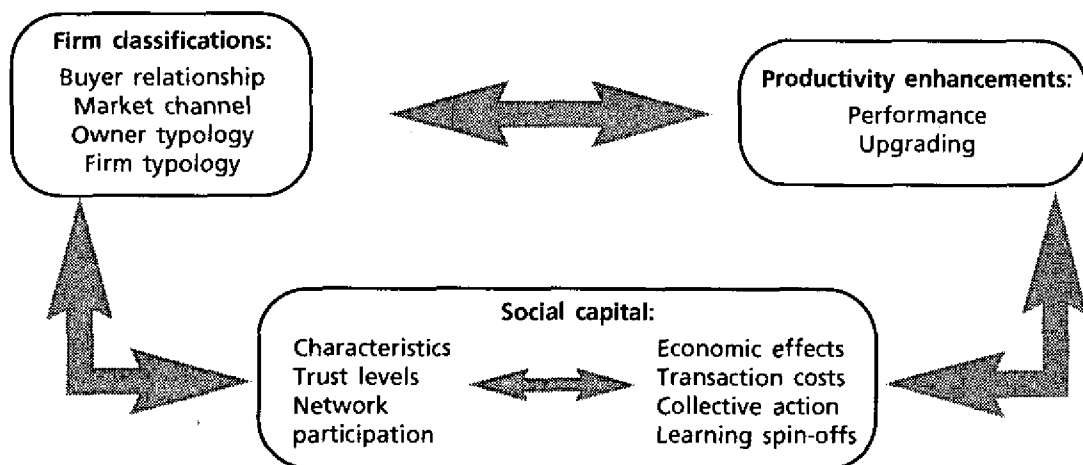 Firm classifications:
Buyer relationship
Market channel
Owner typology
Firm typology
Productivity enhancements:
Performance
Upgrading
Social capital:
Characteristics
Trust levels
Network
participation
Economic effects
Transaction costs
Collective action
Learning spin-offs